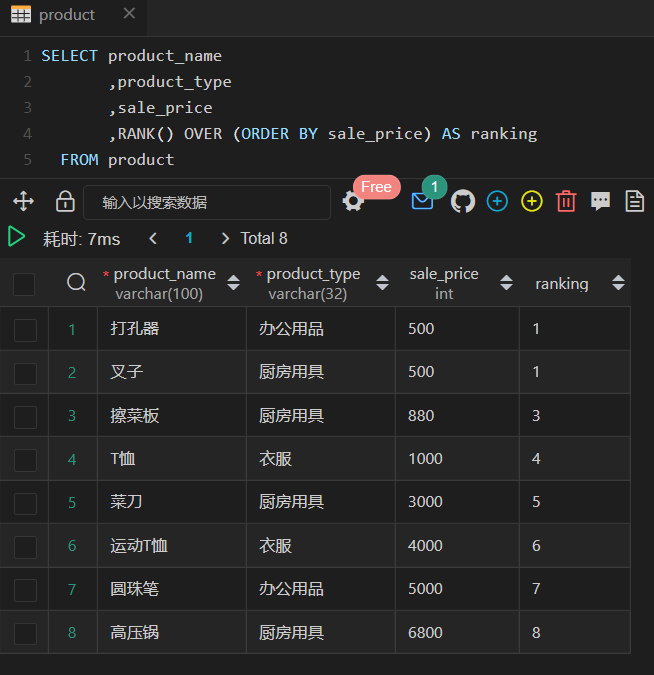 product
1 SELECT product_name
2 ,product_type
3 ,sale_price
4 ,RANK() OVER (ORDER BY sale_price) AS ranking
5 FROM product
输入以搜索数据 Free 1
耗时: 7ms 1 Total 8
* product_name * product_type sale_price ranking
varchar(100) varchar(32) int
1 打孔器 办公用品 500 1
2 叉子 厨房用具 500 1
3 擦菜板 厨房用具 880 3
4 T恤 衣服 1000 4
5 菜刀 厨房用具 3000 5
6 运动T恤 衣服 4000 6
7 圆珠笔 办公用品 5000 7
8 高压锅 厨房用具 6800 8